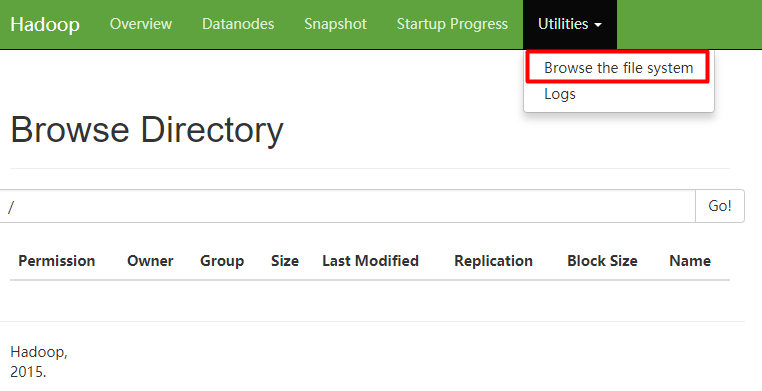 Hadoop Overview Datanodes Snapshot Startup Progress Utilities
Browse the file system
Logs
Browse Directory
/ Go!
Permission Owner Group Size Last Modified Replication Block Size Name
Hadoop,
2015.